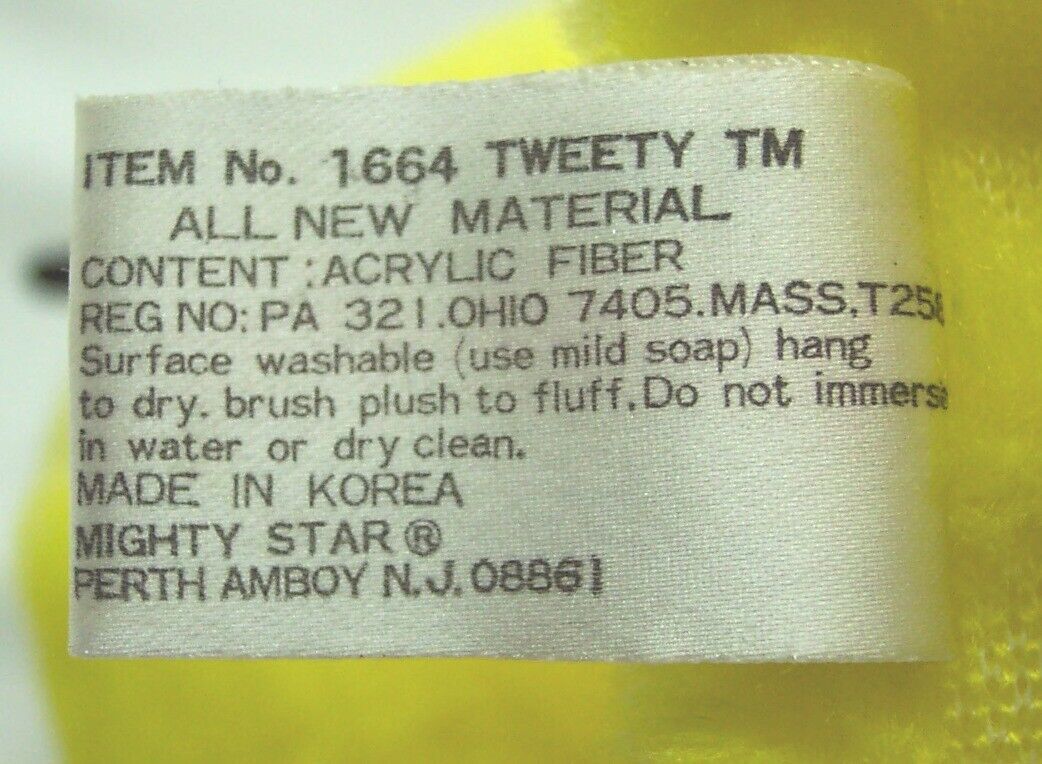 ITEM No. 1664 TWEETY TM
ALL NEW MATERIAL
CONTENT : ACRYLIC FIBER
REG NO: PA 321. OHIO 7405. MASS. T25
Surface washable (use mild soap) hang
to dry. brush plush to fluff. Do not immerse
in water or dry clean.
MADE IN KOREA
MIGHTY STAR ®
PERTH AMBOY N.J. 08861